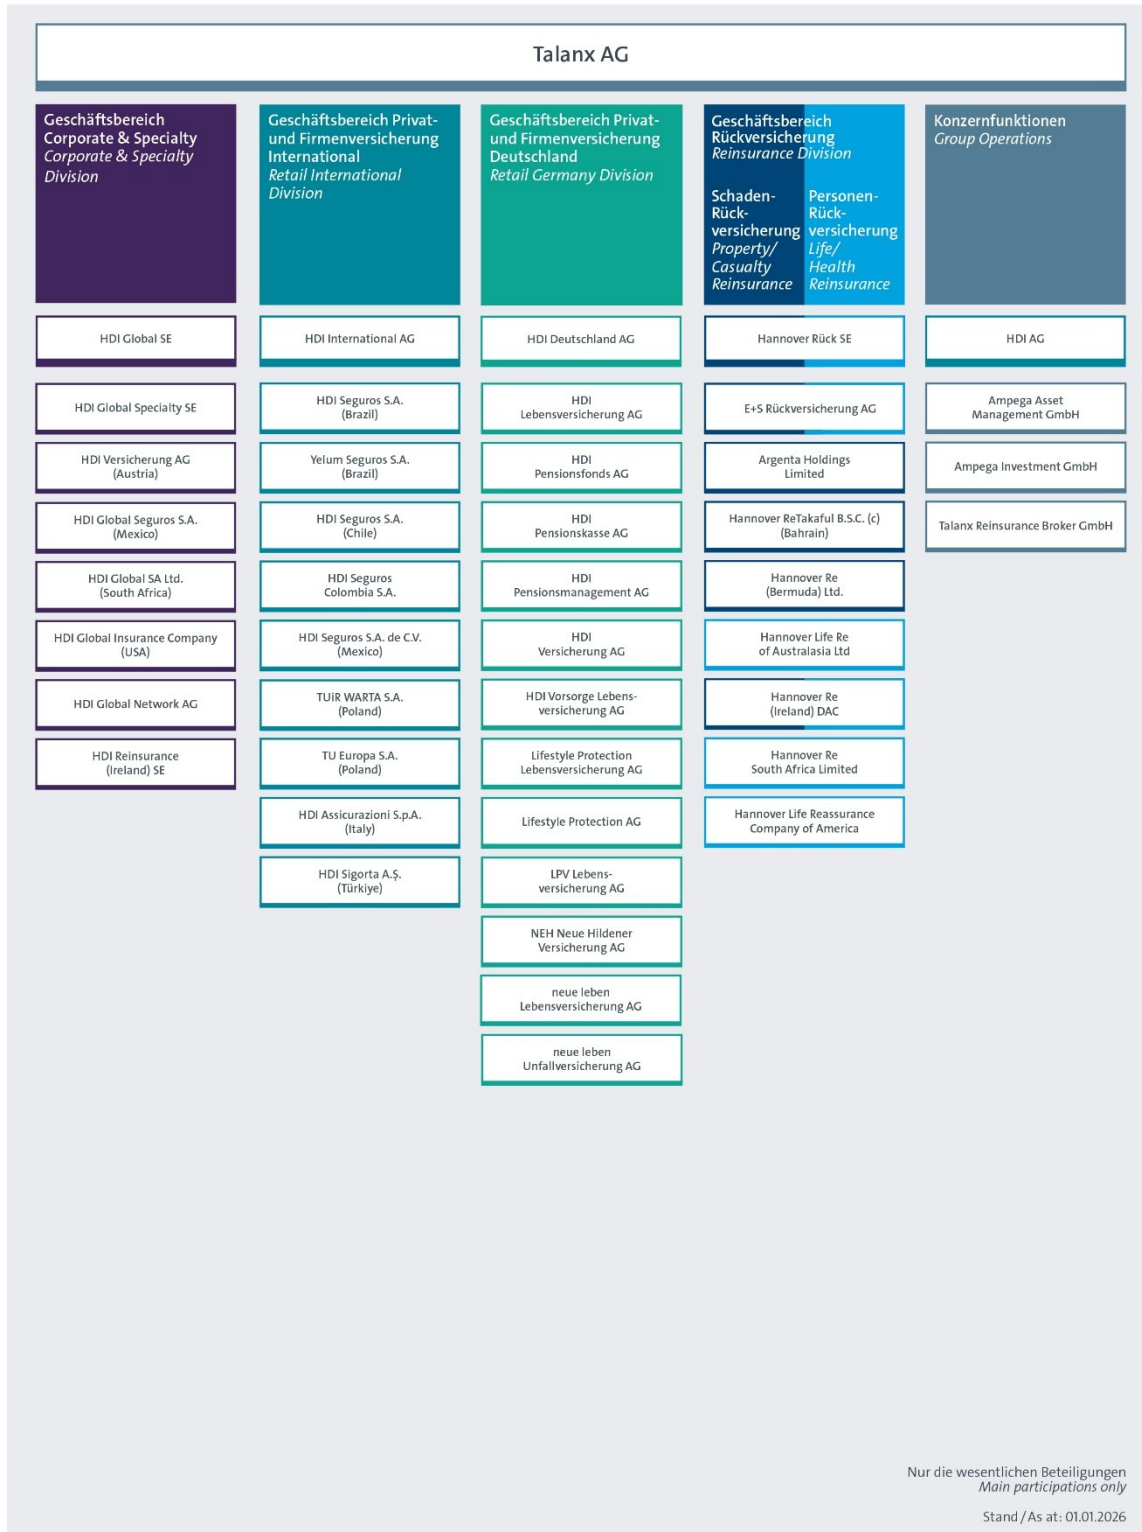 Talanx AG
Geschäftsbereich
Corporate & Specialty
Corporate & Specialty
Division
HDI Global SE
HDI Global Specialty SE
HDI Versicherung AG
(Austria)
HDI Global Seguros S.A.
(Mexico)
HDI Global SA Ltd.
(South Africa)
HDI Global Insurance Company
(USA)
HDI Global Network AG
HDI Reinsurance
(Ireland) SE
Geschäftsbereich Privat-
und Firmenversicherung
International
Retail International
Division
HDI International AG
HDI Seguros S.A.
(Brazil)
Yelum Seguros S.A.
(Brazil)
HDI Seguros S.A.
(Chile)
HDI Seguros
Colombia S.A.
HDI Seguros S.A. de C.V.
(Mexico)
TUiR WARTA S.A.
(Poland)
TU Europa S.A.
(Poland)
HDI Assicurazioni S.p.A.
(Italy)
HDI Sigorta A.Ş.
(Türkiye)
Geschäftsbereich Privat-
und Firmenversicherung
Deutschland
Retail Germany Division
HDI Deutschland AG
HDI
Lebensversicherung AG
HDI
Pensionsfonds AG
HDI
Pensionskasse AG
HDI
Pensionsmanagement AG
HDI
Versicherung AG
HDI Vorsorge Lebens-
versicherung AG
Lifestyle Protection
Lebensversicherung AG
Lifestyle Protection AG
LPV Lebens-
versicherung AG
NEH Neue Hildener
Versicherung AG
neue leben
Lebensversicherung AG
neue leben
Unfallversicherung AG
Geschäftsbereich
Rückversicherung
Reinsurance Division
Schaden-
Rück-
versicherung
Property/
Casualty
Reinsurance
Personen-
Rück-
versicherung
Life/
Health
Reinsurance
Hannover Rück SE
E+S Rückversicherung AG
Argenta Holdings
Limited
Hannover ReTakaful B.S.C. (c)
(Bahrain)
Hannover Re
(Bermuda) Ltd.
Hannover Life Re
of Australasia Ltd
Hannover Re
(Ireland) DAC
Hannover Re
South Africa Limited
Hannover Life Reassurance
Company of America
Konzernfunktionen
Group Operations
HDI AG
Ampega Asset
Management GmbH
Ampega Investment GmbH
Talanx Reinsurance Broker GmbH
Nur die wesentlichen Beteiligungen
Main participations only
Stand / As at: 01.01.2026